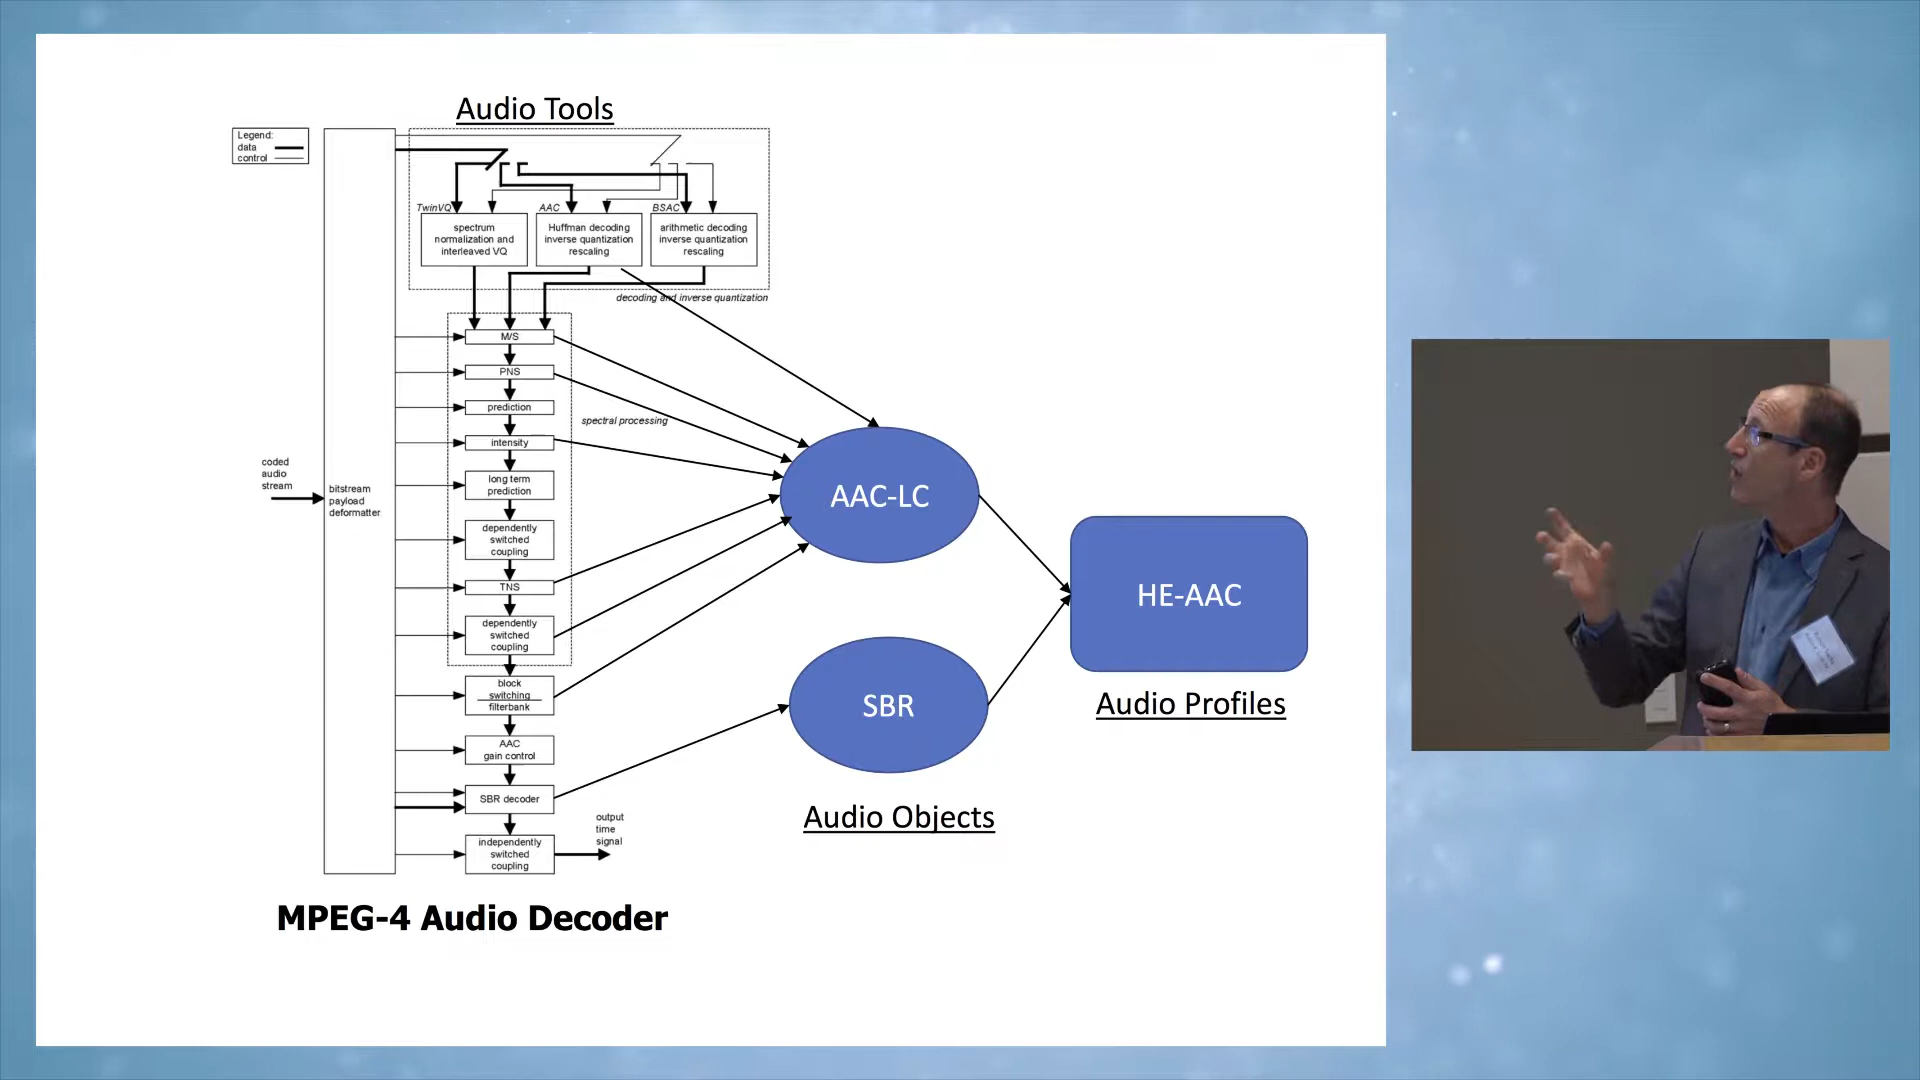 Audio Tools
Legend:
data
control
TwinVQ
AAC
BSAC
spectrum
normalization and
interleaved VQ
Huffman decoding
inverse quantization
rescaling
arithmetic decoding
inverse quantization
rescaling
decoding and inverse quantization
M/S
PNS
prediction
spectral processing
intensity
long term
prediction
coded
audio
stream
bitstream
payload
deformatter
dependently
switched
coupling
TNS
dependently
switched
coupling
block
switching
filterbank
AAC
gain control
SBR decoder
independently
switched
coupling
output
time
signal
AAC-LC
SBR
Audio Objects
HE-AAC
Audio Profiles
MPEG-4 Audio Decoder